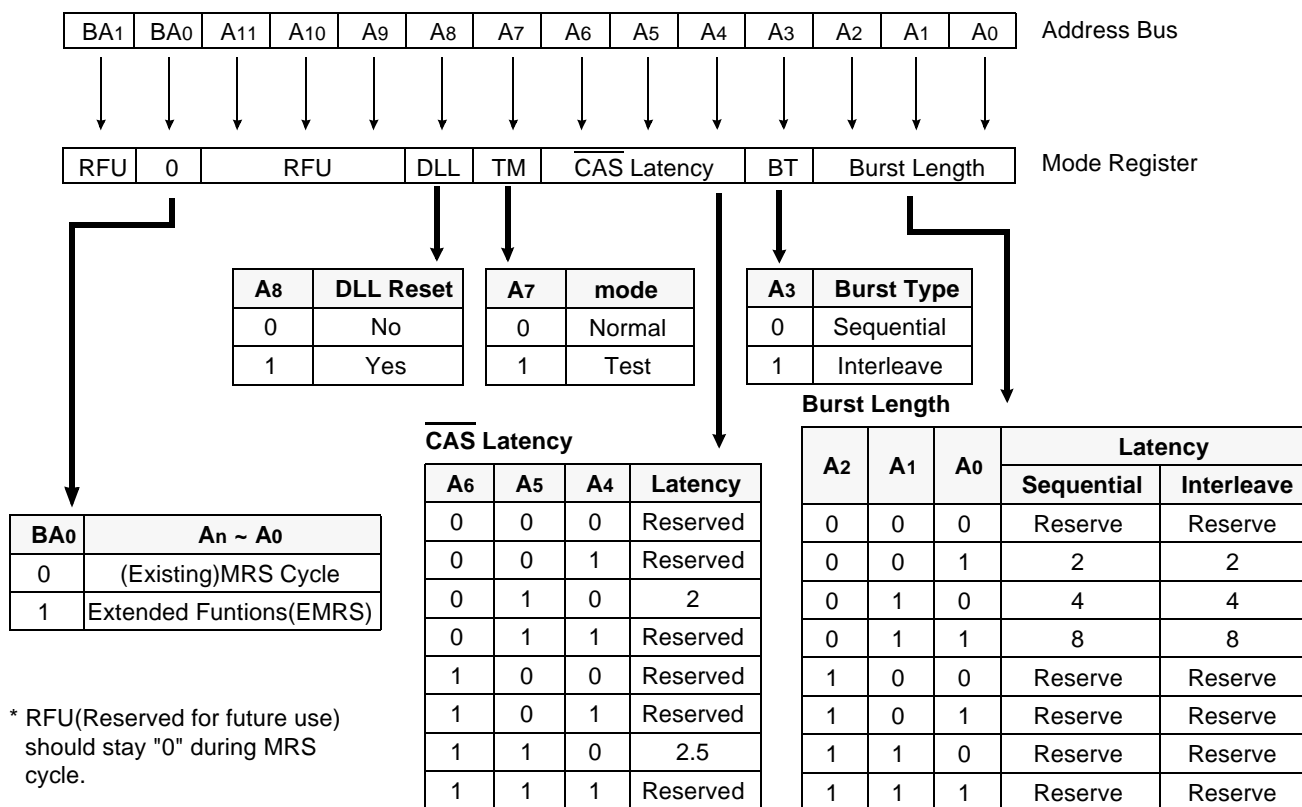 BA1 BA0 A11 A10 A9 A8 A7 A6 A5 A4 A3 A2 A1 A0 Address Bus
RFU 0 RFU DLL TM CAS Latency BT Burst Length Mode Register
A8 DLL Reset
0 No
1 Yes
A7 mode
0 Normal
1 Test
A3 Burst Type
0 Sequential
1 Interleave
BA0 An ~ A0
0 (Existing)MRS Cycle
1 Extended Funtions(EMRS)
* RFU(Reserved for future use)
should stay "0" during MRS
cycle.
CAS Latency
A6 A5 A4 Latency
0 0 0 Reserved
0 0 1 Reserved
0 1 0 2
0 1 1 Reserved
1 0 0 Reserved
1 0 1 Reserved
1 1 0 2.5
1 1 1 Reserved
Burst Length
A2 A1 A0 Latency
Sequential Interleave
0 0 0 Reserve Reserve
0 0 1 2 2
0 1 0 4 4
0 1 1 8 8
1 0 0 Reserve Reserve
1 0 1 Reserve Reserve
1 1 0 Reserve Reserve
1 1 1 Reserve Reserve